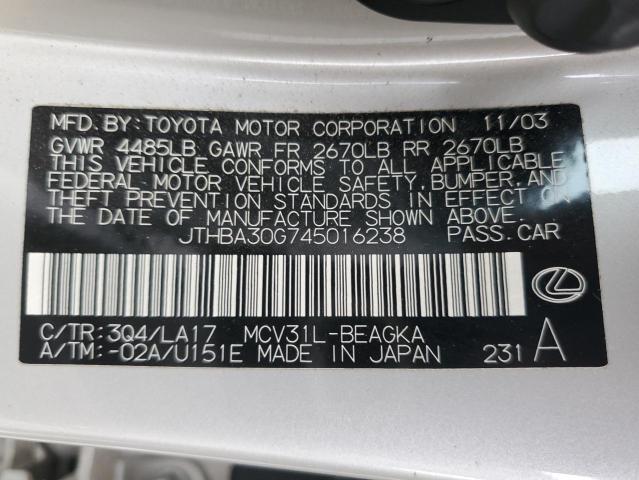 MFD. BY: TOYOTA MOTOR CORPORATION 11/03
GVWR 4485LB GAWR FR 2670LB RR 2670LB
THIS VEHICLE CONFORMS TO ALL APPLICABLE
FEDERAL MOTOR VEHICLE SAFETY, BUMPER, AND
THEFT PREVENTION STANDARDS IN EFFECT ON
THE DATE OF MANUFACTURE SHOWN ABOVE.
JTHBA30G745016238 PASS. CAR
C/TR: 3Q4/LA17 MCV31L-BEAGKA
A/TM: -02A/U151E MADE IN JAPAN 231 A